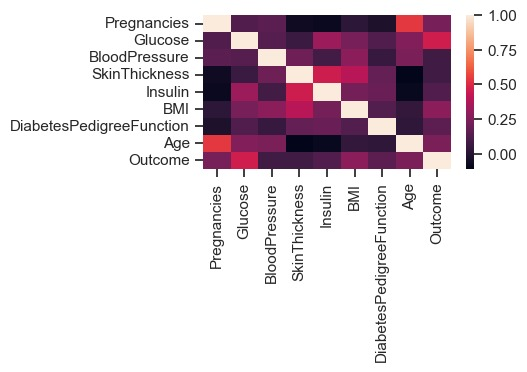 Pregnancies
Glucose
BloodPressure
SkinThickness
Insulin
BMI
DiabetesPedigreeFunction
Age
Outcome
Pregnancies
Glucose
BloodPressure
SkinThickness
Insulin
BMI
DiabetesPedigreeFunction
Age
Outcome
1.00
0.75
0.50
0.25
0.00